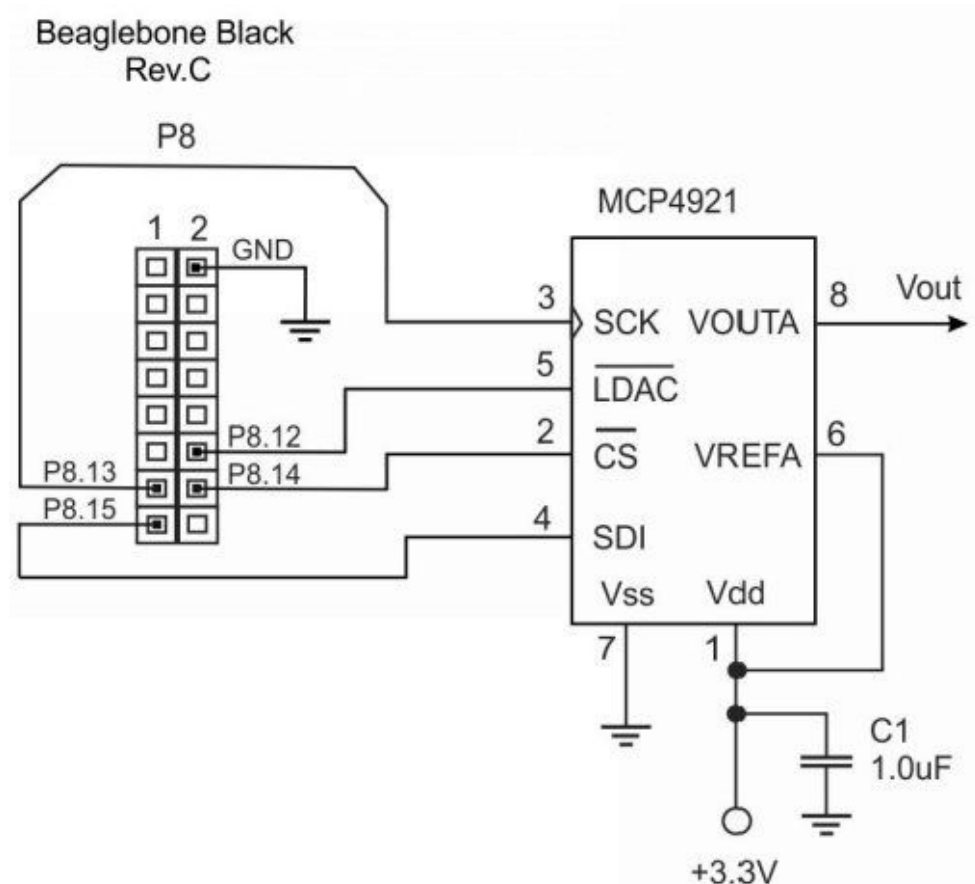 Beaglebone Black
Rev.C
P8
1 2
GND
P8.12
P8.13
P8.14
P8.15
MCP4921
3
SCK
VOUTA
8
Vout
5
LDAC
2
CS
VREFA
6
4
SDI
Vss
Vdd
7
1
C1
1.0uF
+3.3V